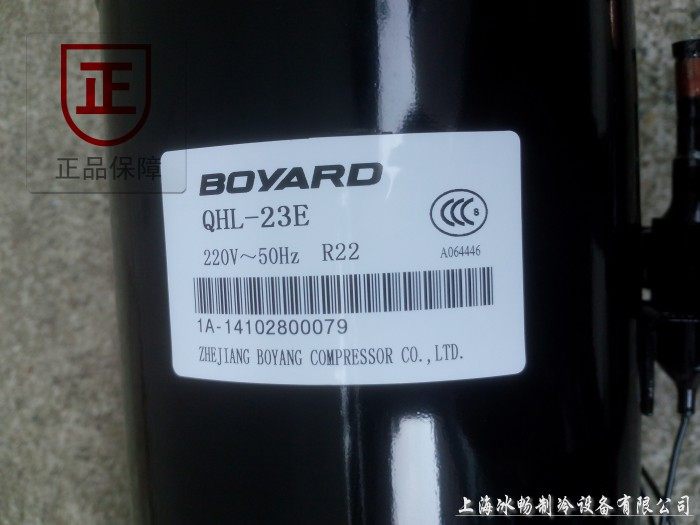 正
正品保障
BOYARD
QHL-23E
CCC S
220V～50Hz R22
A064446
1A-14102800079
ZHEJIANG BOYANG COMPRESSOR CO.,LTD.
上海冰畅制冷设备有限公司